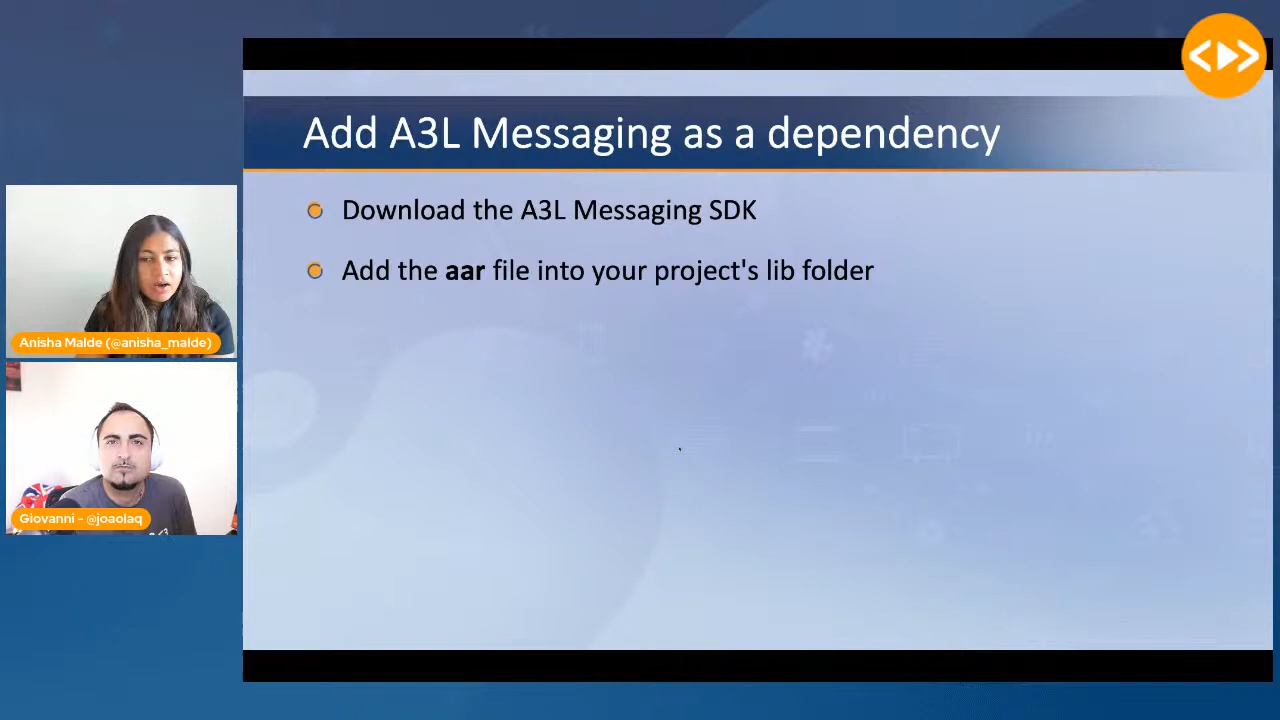 Add A3L Messaging as a dependency
Download the A3L Messaging SDK
Add the aar file into your project's lib folder
Anisha Malde (@anisha_malde)
Giovanni - @joaolaq